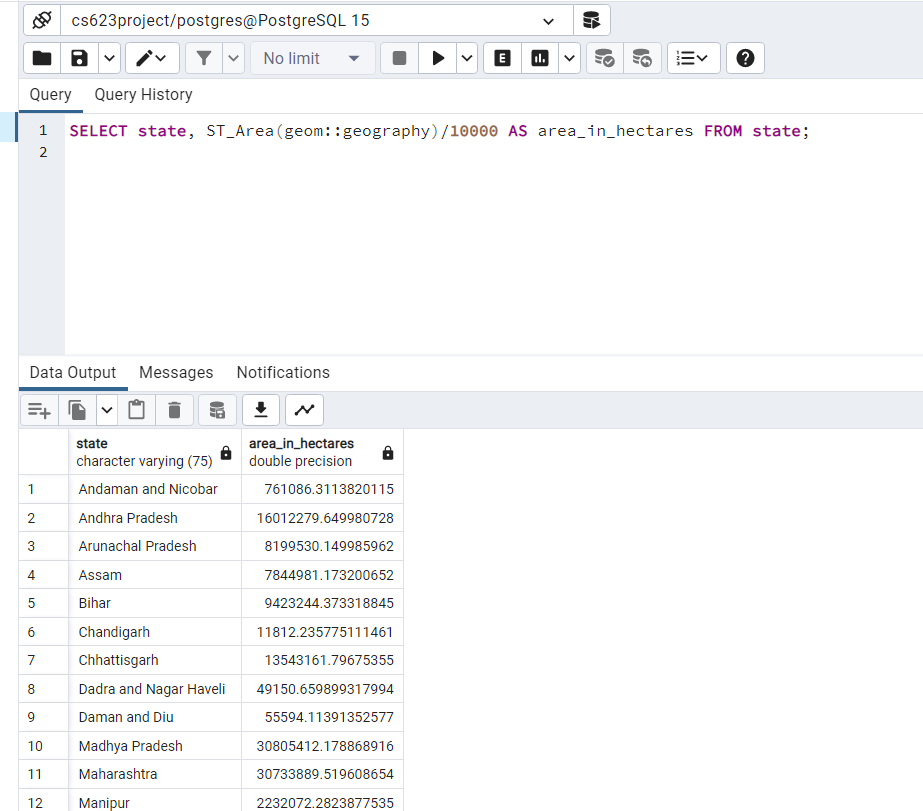 cs623project/postgres@PostgreSQL 15
No limit
E
Query Query History
1 SELECT state, ST_Area(geom::geography)/10000 AS area_in_hectares FROM state;
2
Data Output Messages Notifications
state area_in_hectares
character varying (75) double precision
1 Andaman and Nicobar 761086.3113820115
2 Andhra Pradesh 16012279.649980728
3 Arunachal Pradesh 8199530.149985962
4 Assam 7844981.173200652
5 Bihar 9423244.373318845
6 Chandigarh 11812.235775111461
7 Chhattisgarh 13543161.79675355
8 Dadra and Nagar Haveli 49150.659899317994
9 Daman and Diu 55594.11391352577
10 Madhya Pradesh 30805412.178868916
11 Maharashtra 30733889.519608654
12 Manipur 2232072.2823877535